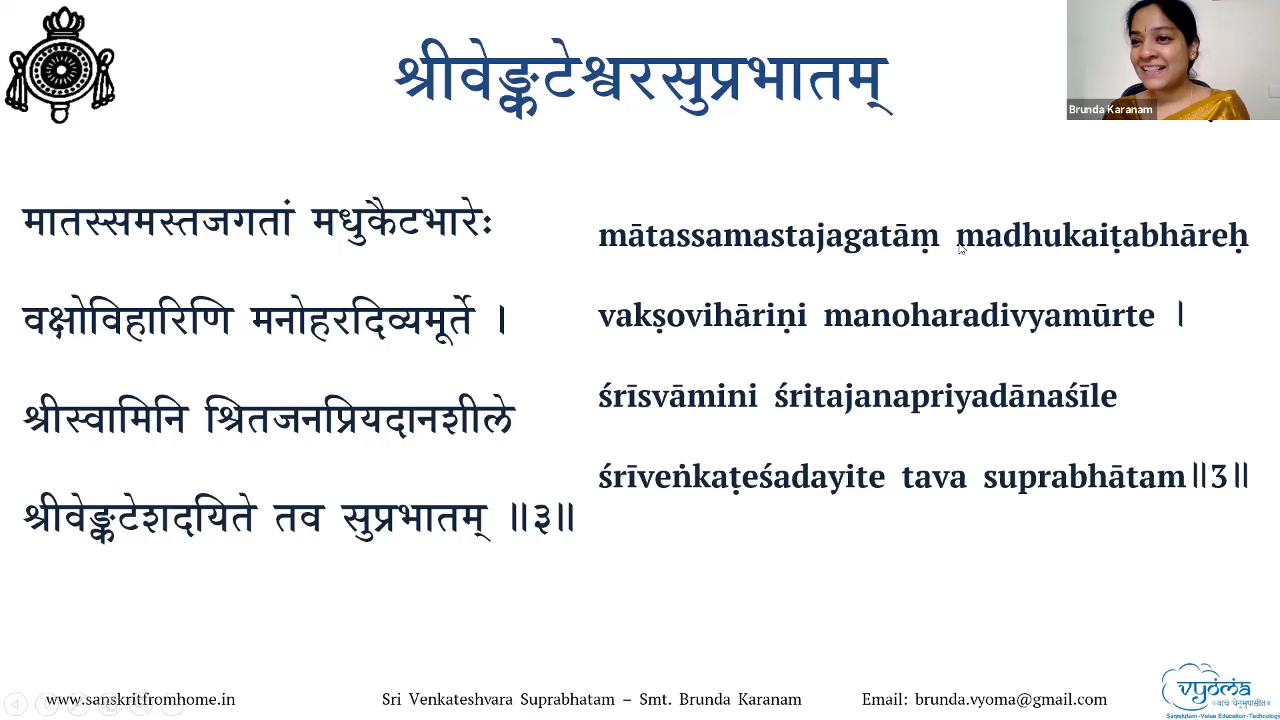 श्रीवेङ्कटेश्वरसुप्रभातम्
Brunda Karanam
मातस्समस्तजगतां मधुकैटभारेः
वक्षोविहारिणि मनोहरदिव्यमूर्ते ।
श्रीस्वामिनि श्रितजनप्रियदानशीले
श्रीवेङ्कटेशदयिते तव सुप्रभातम् ॥३॥
mātassamastajagatāṃ madhukaiṭabhāreḥ
vakṣovihāriṇi manoharadivyamūrte ।
śrīsvāmini śritajanapriyadānaśīle
śrīveṅkaṭeśadayite tava suprabhātam॥3॥
www.sanskritfromhome.in
Sri Venkateshvara Suprabhatam – Smt. Brunda Karanam
Email: brunda.vyoma@gmail.com
vyoma
॥ वाचं धेनुमुपासीत ॥
Samskrtam -Value Education -Technology